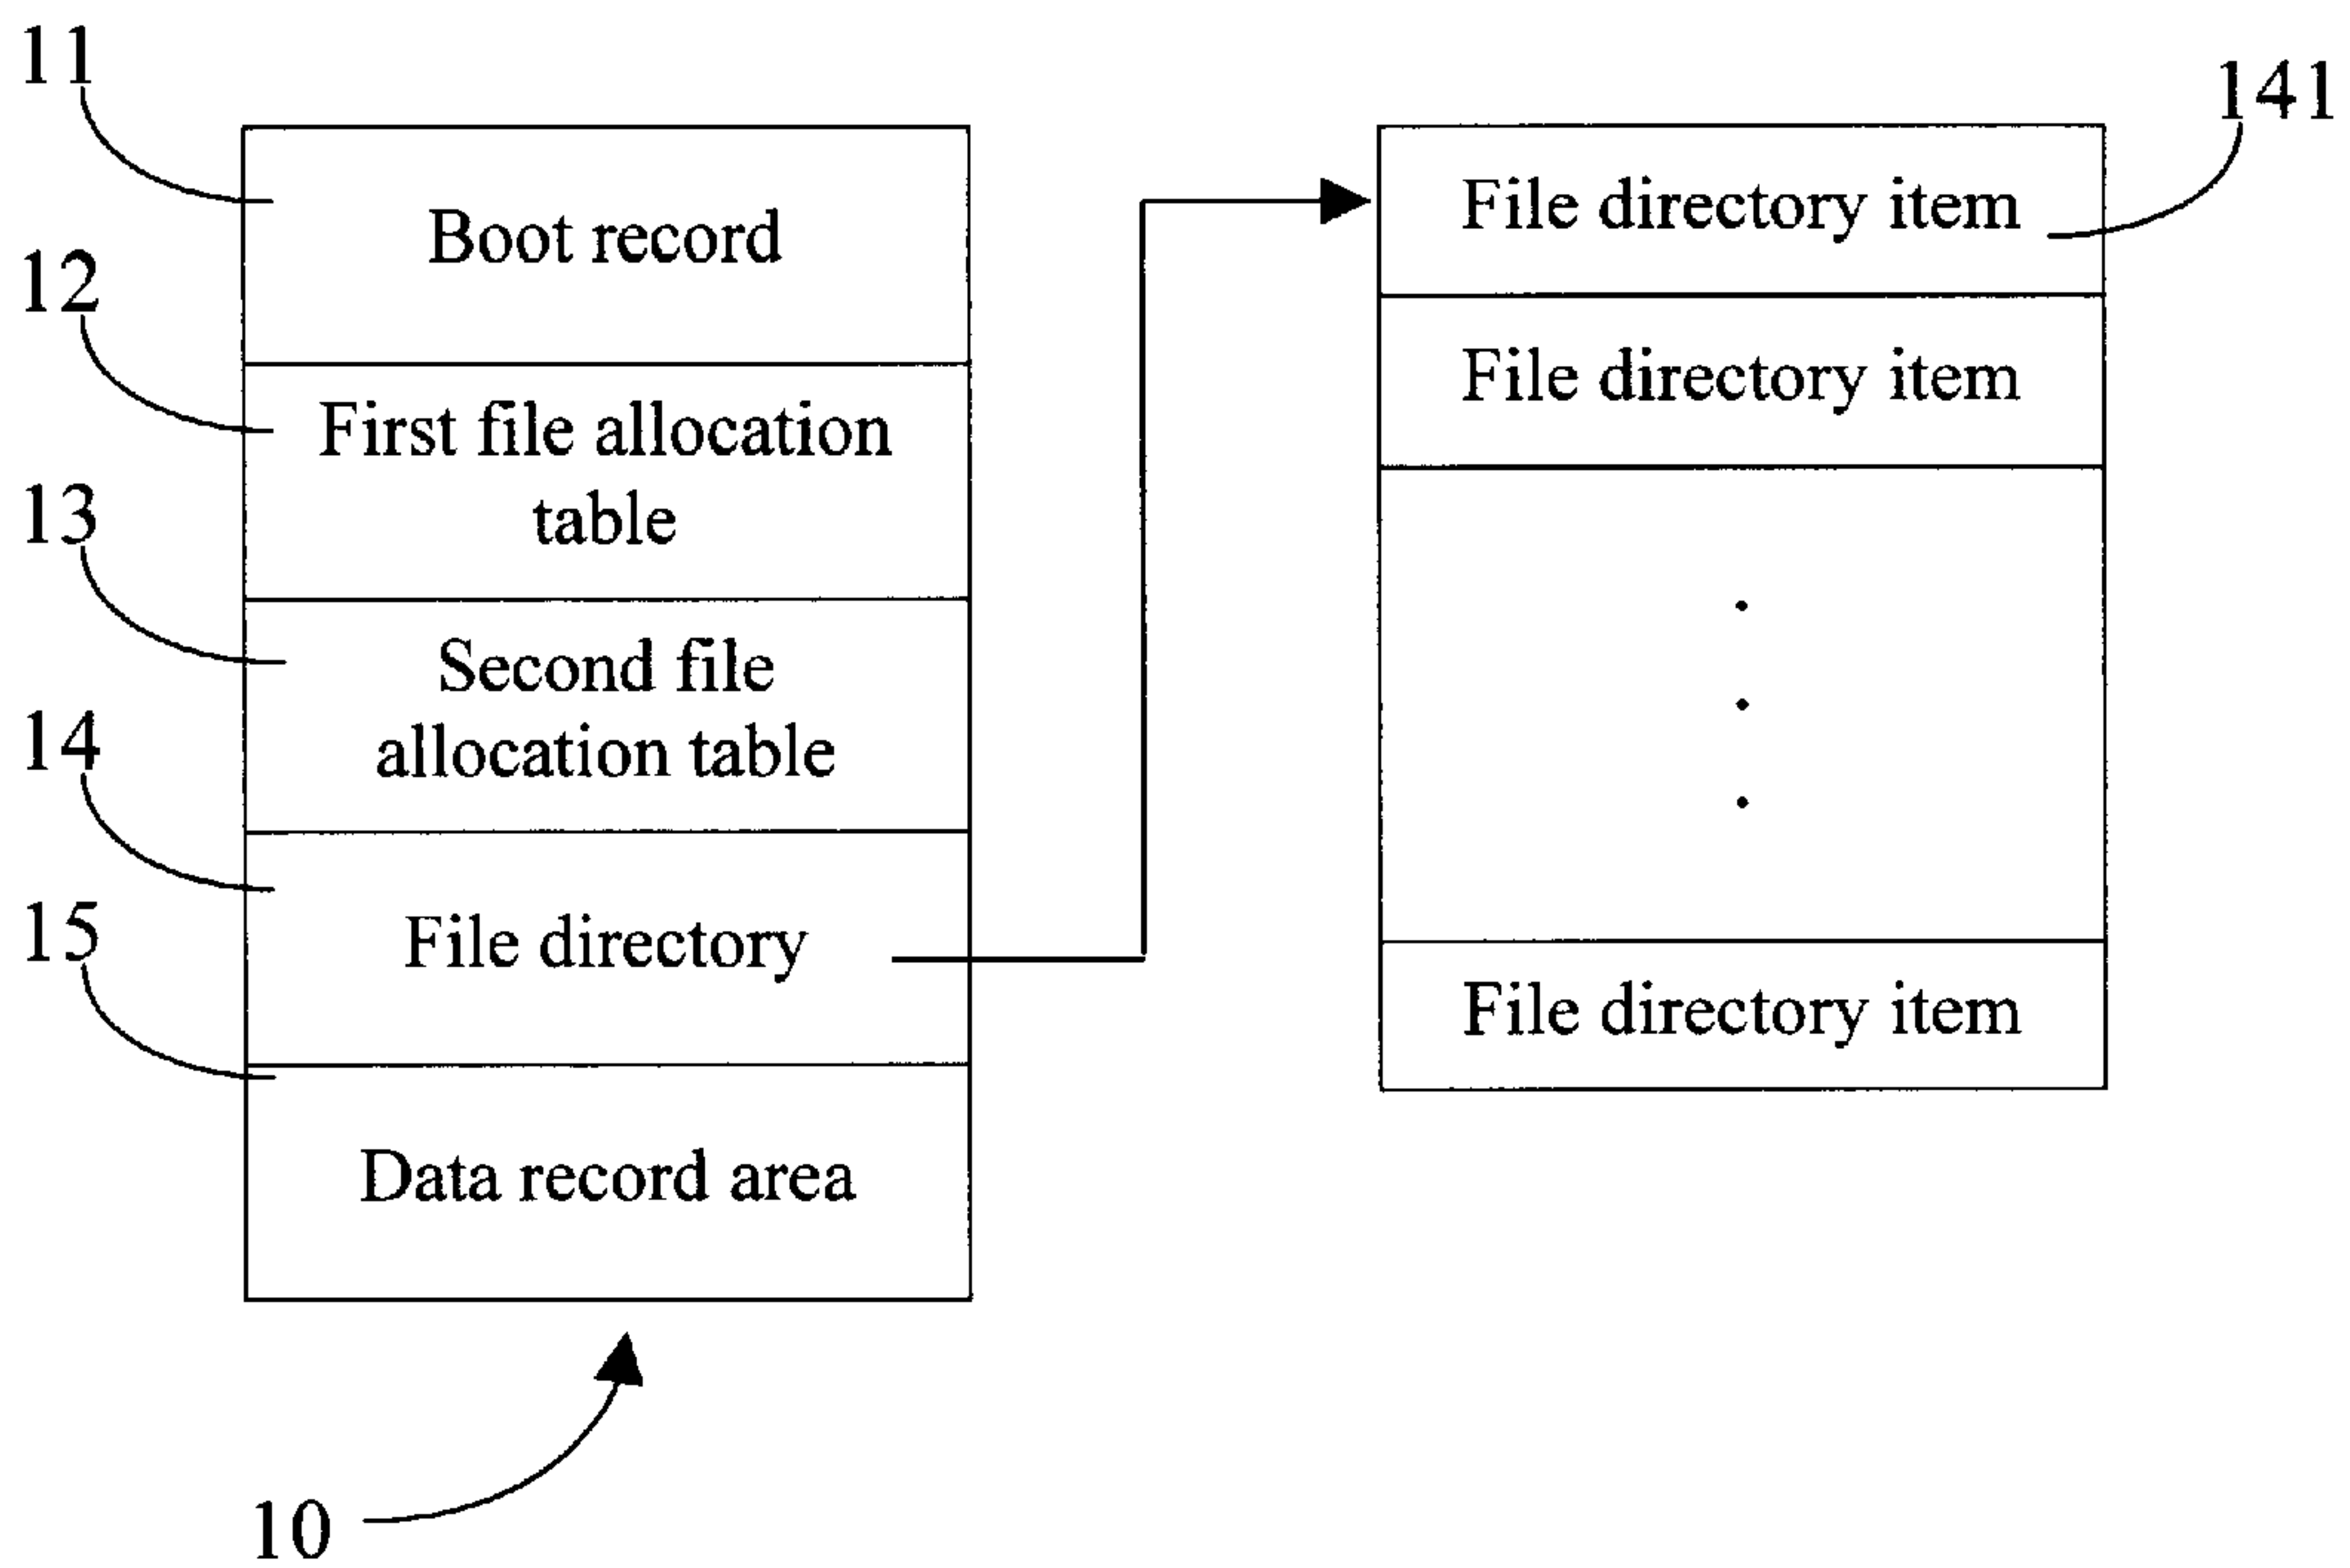 11
Boot record
12
First file allocation
table
13
Second file
allocation table
14
File directory
15
Data record area
10
141
File directory item
File directory item
File directory item